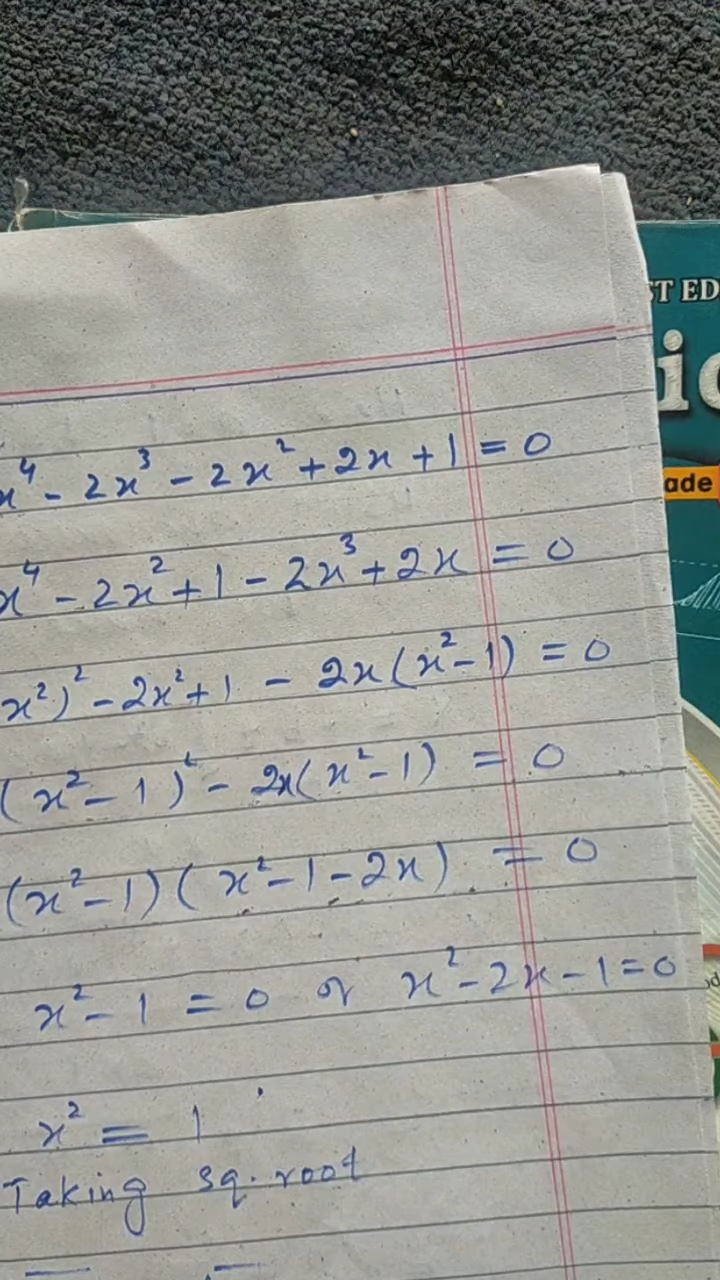 x⁴ - 2x³ - 2x² + 2x + 1 = 0
x⁴ - 2x² + 1 - 2x³ + 2x = 0
x²)² - 2x² + 1 - 2x(x² - 1) = 0
(x² - 1)² - 2x(x² - 1) = 0
(x² - 1)(x² - 1 - 2x) = 0
x² - 1 = 0 or x² - 2x - 1 = 0
x² = 1
Taking sq. root
ST ED
ic
ade